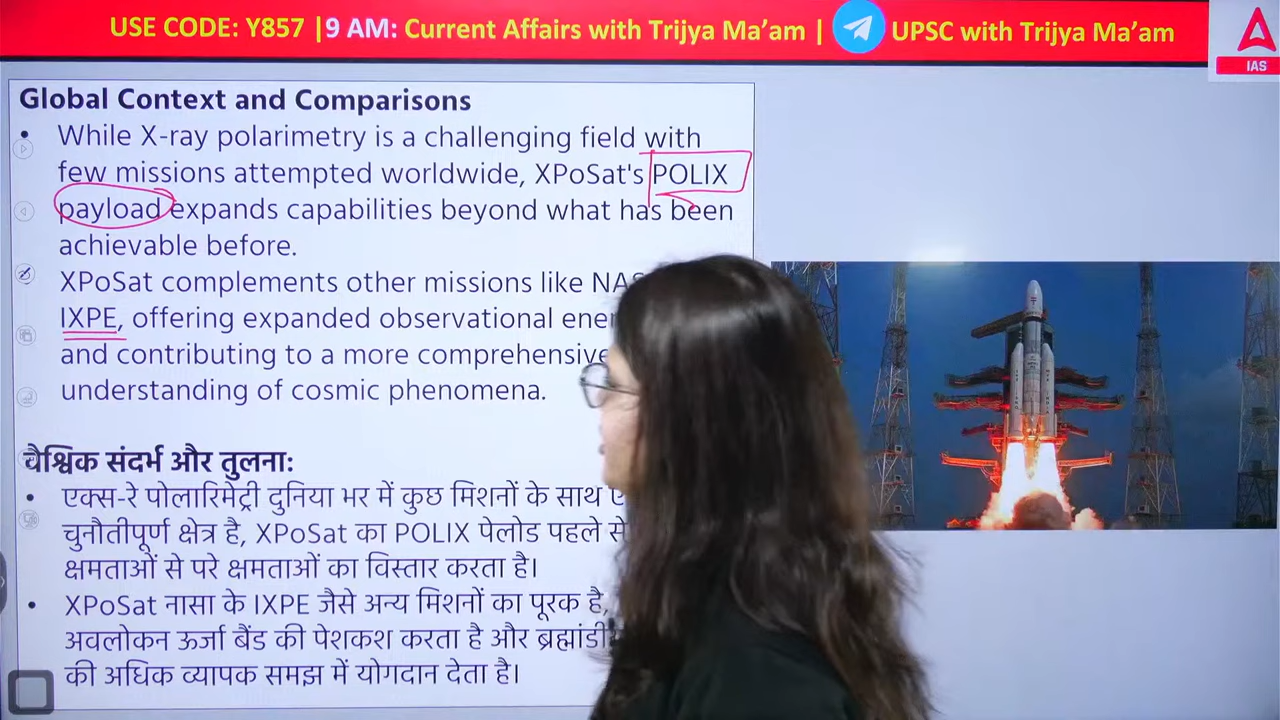 USE CODE: Y857 |9 AM: Current Affairs with Trijya Ma’am | UPSC with Trijya Ma’am
IAS
Global Context and Comparisons
• While X-ray polarimetry is a challenging field with
few missions attempted worldwide, XPoSat's POLIX
payload expands capabilities beyond what has been
achievable before.
XPoSat complements other missions like
IXPE, offering expanded observational
and contributing to a more comprehensive
understanding of cosmic phenomena.
वैश्विक संदर्भ और तुलना:
• एक्स-रे पोलारिमेट्री दुनिया भर में कुछ मिशनों के साथ
चुनौतीपूर्ण क्षेत्र है, XPoSat का POLIX पेलोड पहले से
क्षमताओं से परे क्षमताओं का विस्तार करता है।
• XPoSat नासा के IXPE जैसे अन्य मिशनों का पूरक है,
अवलोकन ऊर्जा बैंड की पेशकश करता है और
की अधिक व्यापक समझ में योगदान देता है।